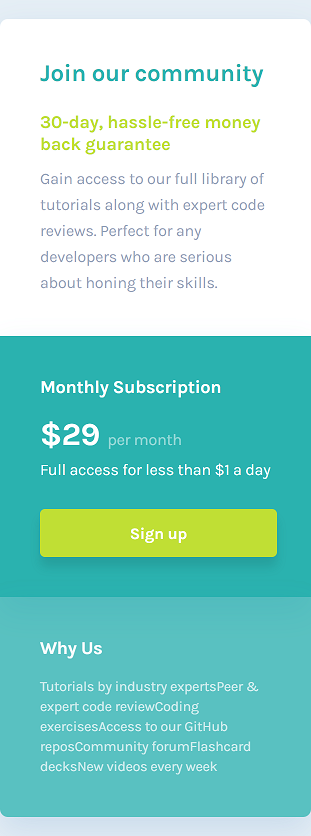 Join our community
30-day, hassle-free money
back guarantee
Gain access to our full library of
tutorials along with expert code
reviews. Perfect for any
developers who are serious
about honing their skills.
Monthly Subscription
$29 per month
Full access for less than $1 a day
Sign up
Why Us
Tutorials by industry expertsPeer &
expert code reviewCoding
exercisesAccess to our GitHub
reposCommunity forumFlashcard
decksNew videos every week